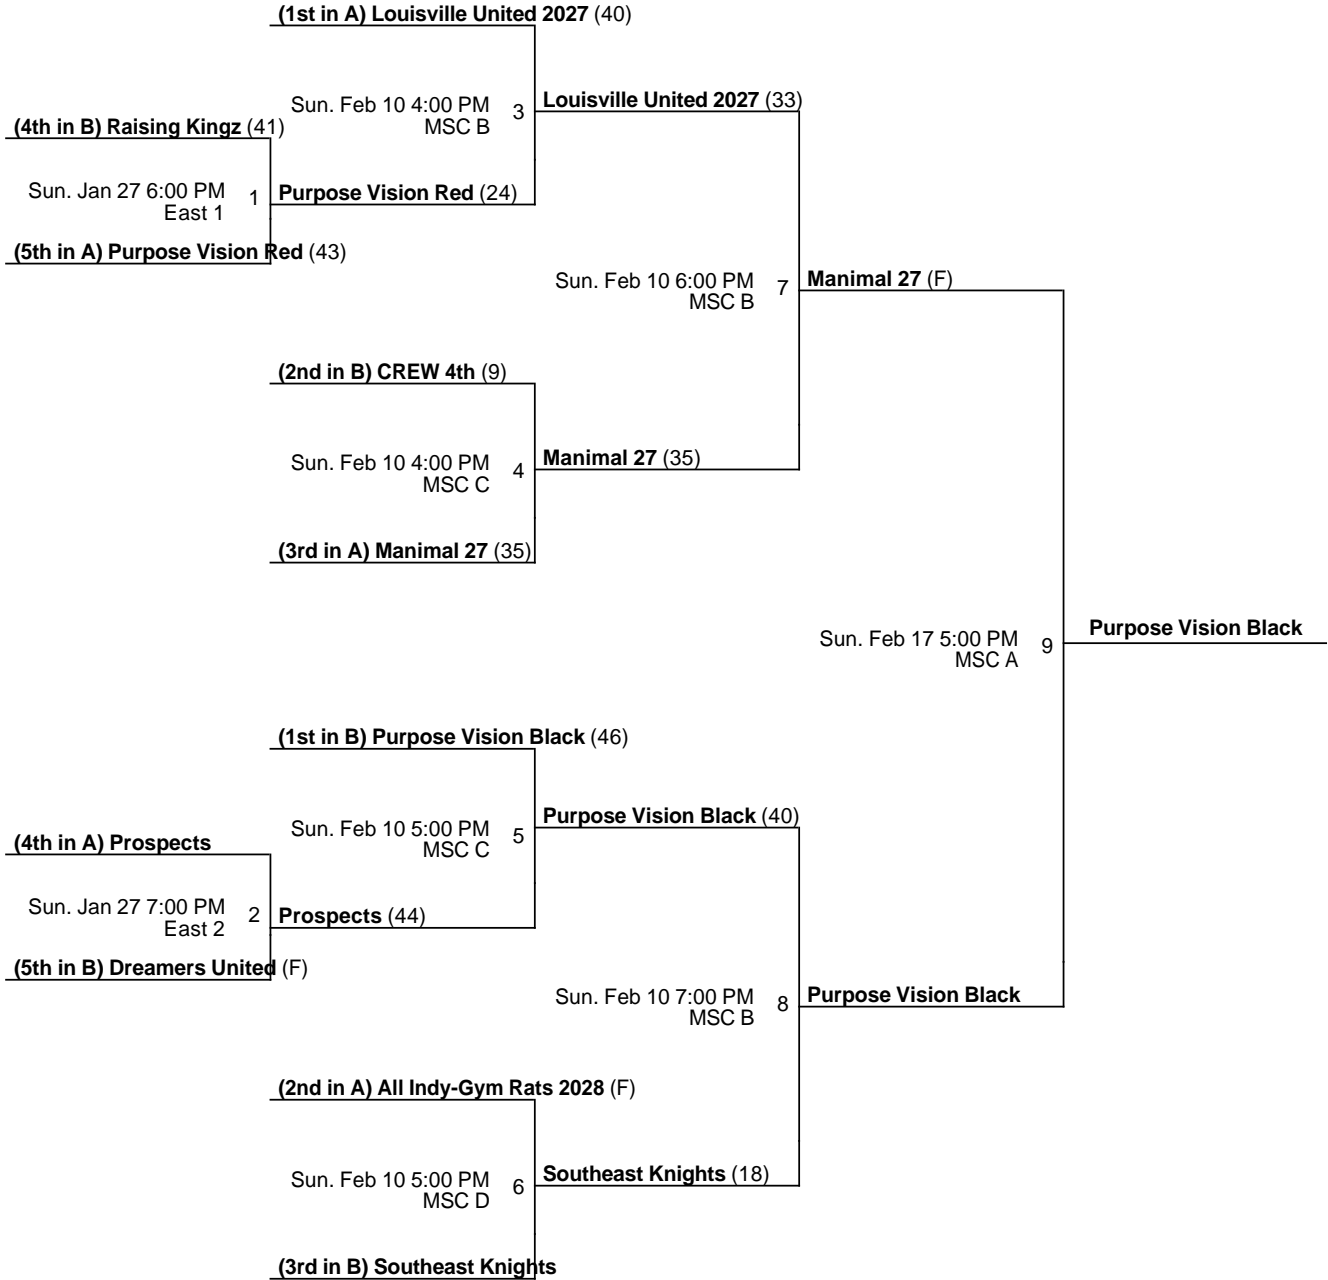 (1st in A) Louisville United 2027 (40)
Sun. Feb 10 4:00 PM
MSC B
3
Louisville United 2027 (33)
(4th in B) Raising Kingz (41)
Sun. Jan 27 6:00 PM
East 1
1
Purpose Vision Red (24)
(5th in A) Purpose Vision Red (43)
Sun. Feb 10 6:00 PM
MSC B
7
Manimal 27 (F)
(2nd in B) CREW 4th (9)
Sun. Feb 10 4:00 PM
MSC C
4
Manimal 27 (35)
(3rd in A) Manimal 27 (35)
Sun. Feb 17 5:00 PM
MSC A
9
Purpose Vision Black
(1st in B) Purpose Vision Black (46)
Sun. Feb 10 5:00 PM
MSC C
5
Purpose Vision Black (40)
(4th in A) Prospects
Sun. Jan 27 7:00 PM
East 2
2
Prospects (44)
(5th in B) Dreamers United (F)
Sun. Feb 10 7:00 PM
MSC B
8
Purpose Vision Black
(2nd in A) All Indy-Gym Rats 2028 (F)
Sun. Feb 10 5:00 PM
MSC D
6
Southeast Knights (18)
(3rd in B) Southeast Knights